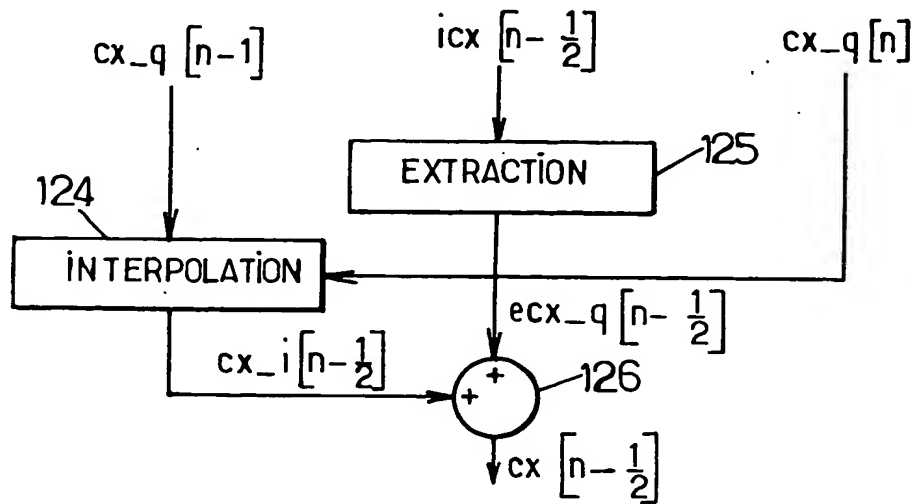 cx_q [n-1]
icx [n- 1/2]
cx_q [n]
EXTRACTION
125
124
iNTERPOLATiON
ecx_q [n- 1/2]
cx_i [n- 1/2]
+
+
126
cx [n- 1/2]